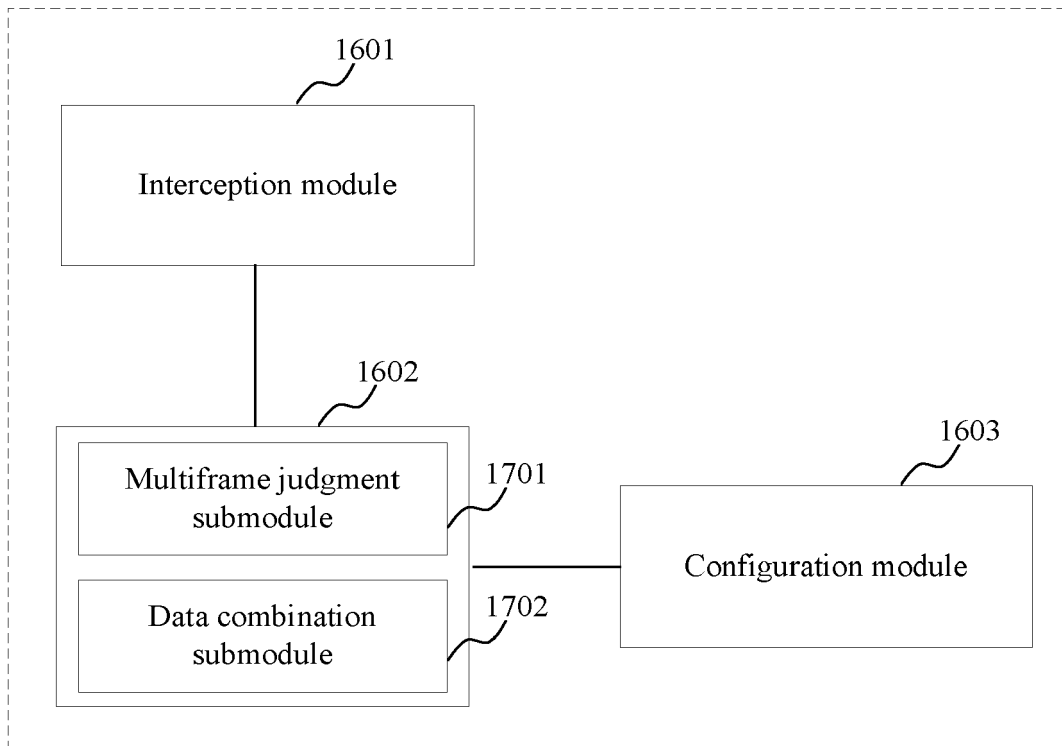 1601
Interception module
1602
1603
Multiframe judgment
submodule
1701
Configuration module
Data combination
submodule
1702